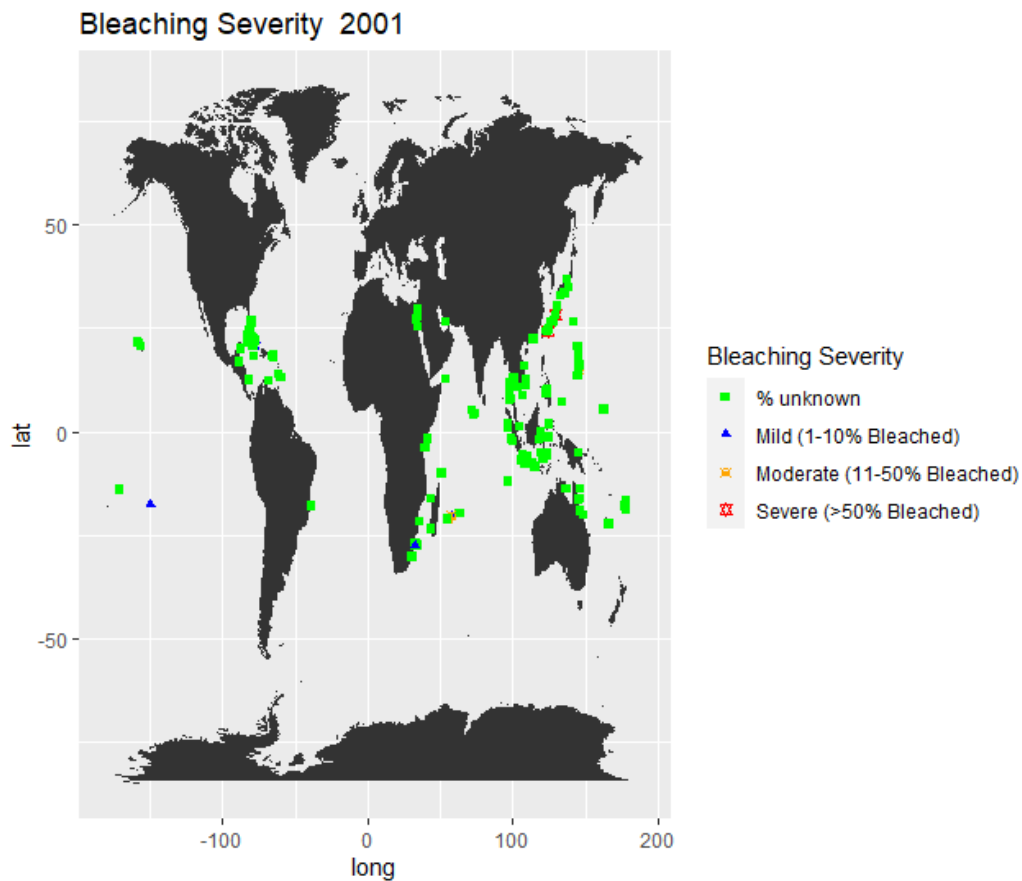 Bleaching Severity  2001
lat
50
0
-50
-100
0
100
200
long
Bleaching Severity
% unknown
Mild (1-10% Bleached)
Moderate (11-50% Bleached)
Severe (>50% Bleached)